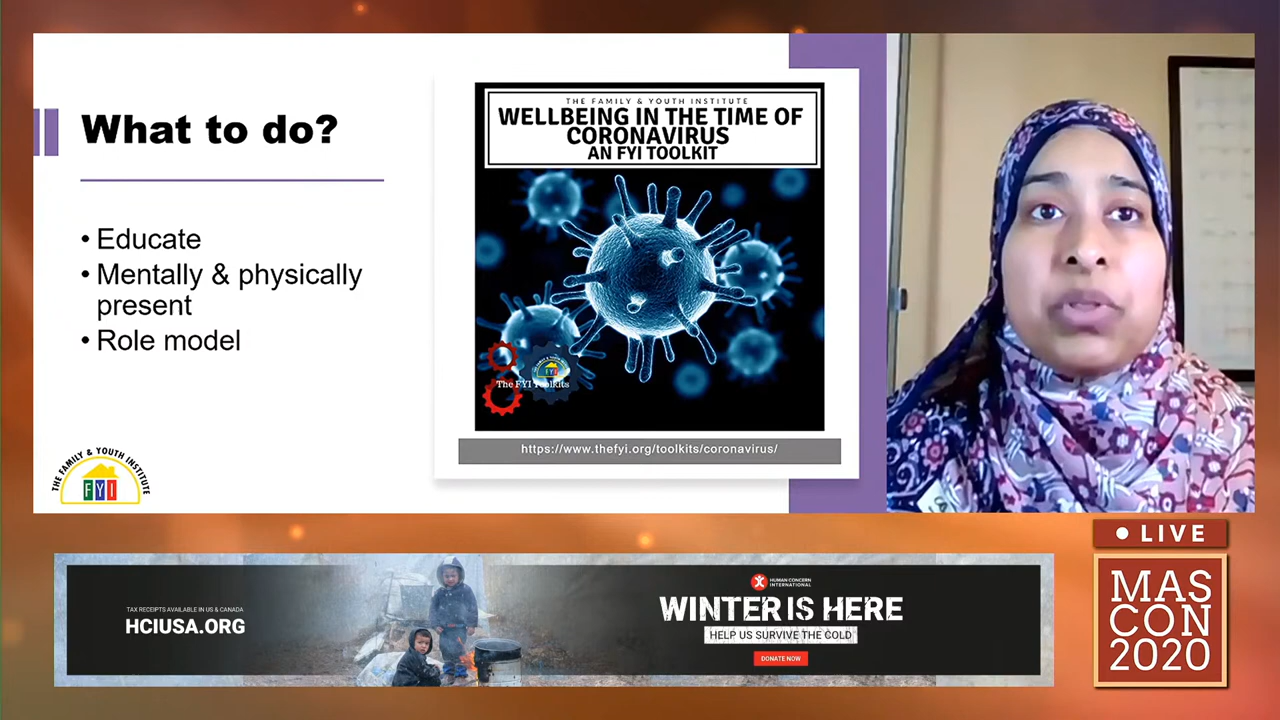 What to do?
• Educate
• Mentally & physically
present
• Role model
THE FAMILY & YOUTH INSTITUTE
FYI
THE FAMILY & YOUTH INSTITUTE
WELLBEING IN THE TIME OF
CORONAVIRUS
AN FYI TOOLKIT
FYI
The FYI Toolkits
https://www.thefyi.org/toolkits/coronavirus/
TAX RECEIPTS AVAILABLE IN US & CANADA
HCIUSA.ORG
HUMAN CONCERN
INTERNATIONAL
WINTER IS HERE
HELP US SURVIVE THE COLD
DONATE NOW
LIVE
MAS
CON
2020